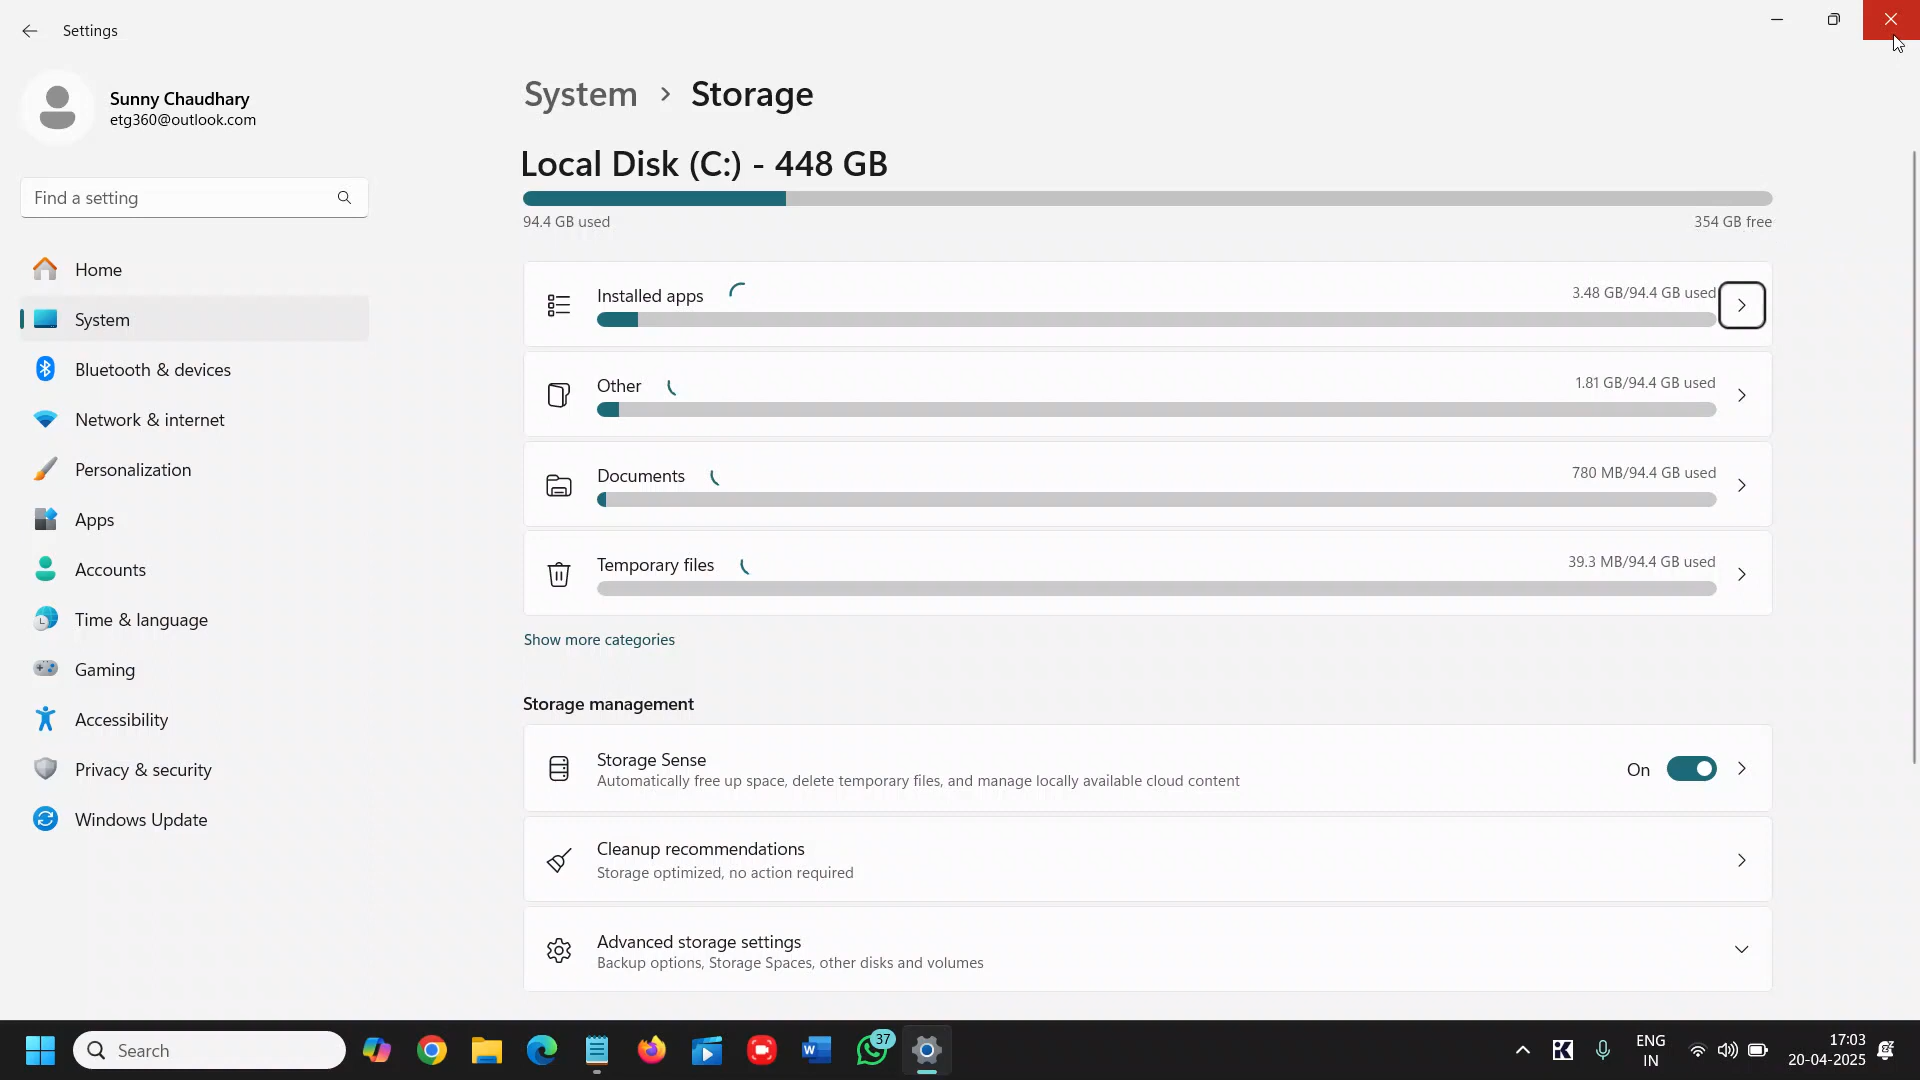 Settings
Sunny Chaudhary
etg360@outlook.com
Find a setting
Home
System
Bluetooth & devices
Network & internet
Personalization
Apps
Accounts
Time & language
Gaming
Accessibility
Privacy & security
Windows Update
System > Storage
Local Disk (C:) - 448 GB
94.4 GB used 354 GB free
Installed apps 3.48 GB/94.4 GB used
Other 1.81 GB/94.4 GB used
Documents 780 MB/94.4 GB used
Temporary files 39.3 MB/94.4 GB used
Show more categories
Storage management
Storage Sense
Automatically free up space, delete temporary files, and manage locally available cloud content
On
Cleanup recommendations
Storage optimized, no action required
Advanced storage settings
Backup options, Storage Spaces, other disks and volumes
Search
W
37
K
ENG
IN
17:03
20-04-2025